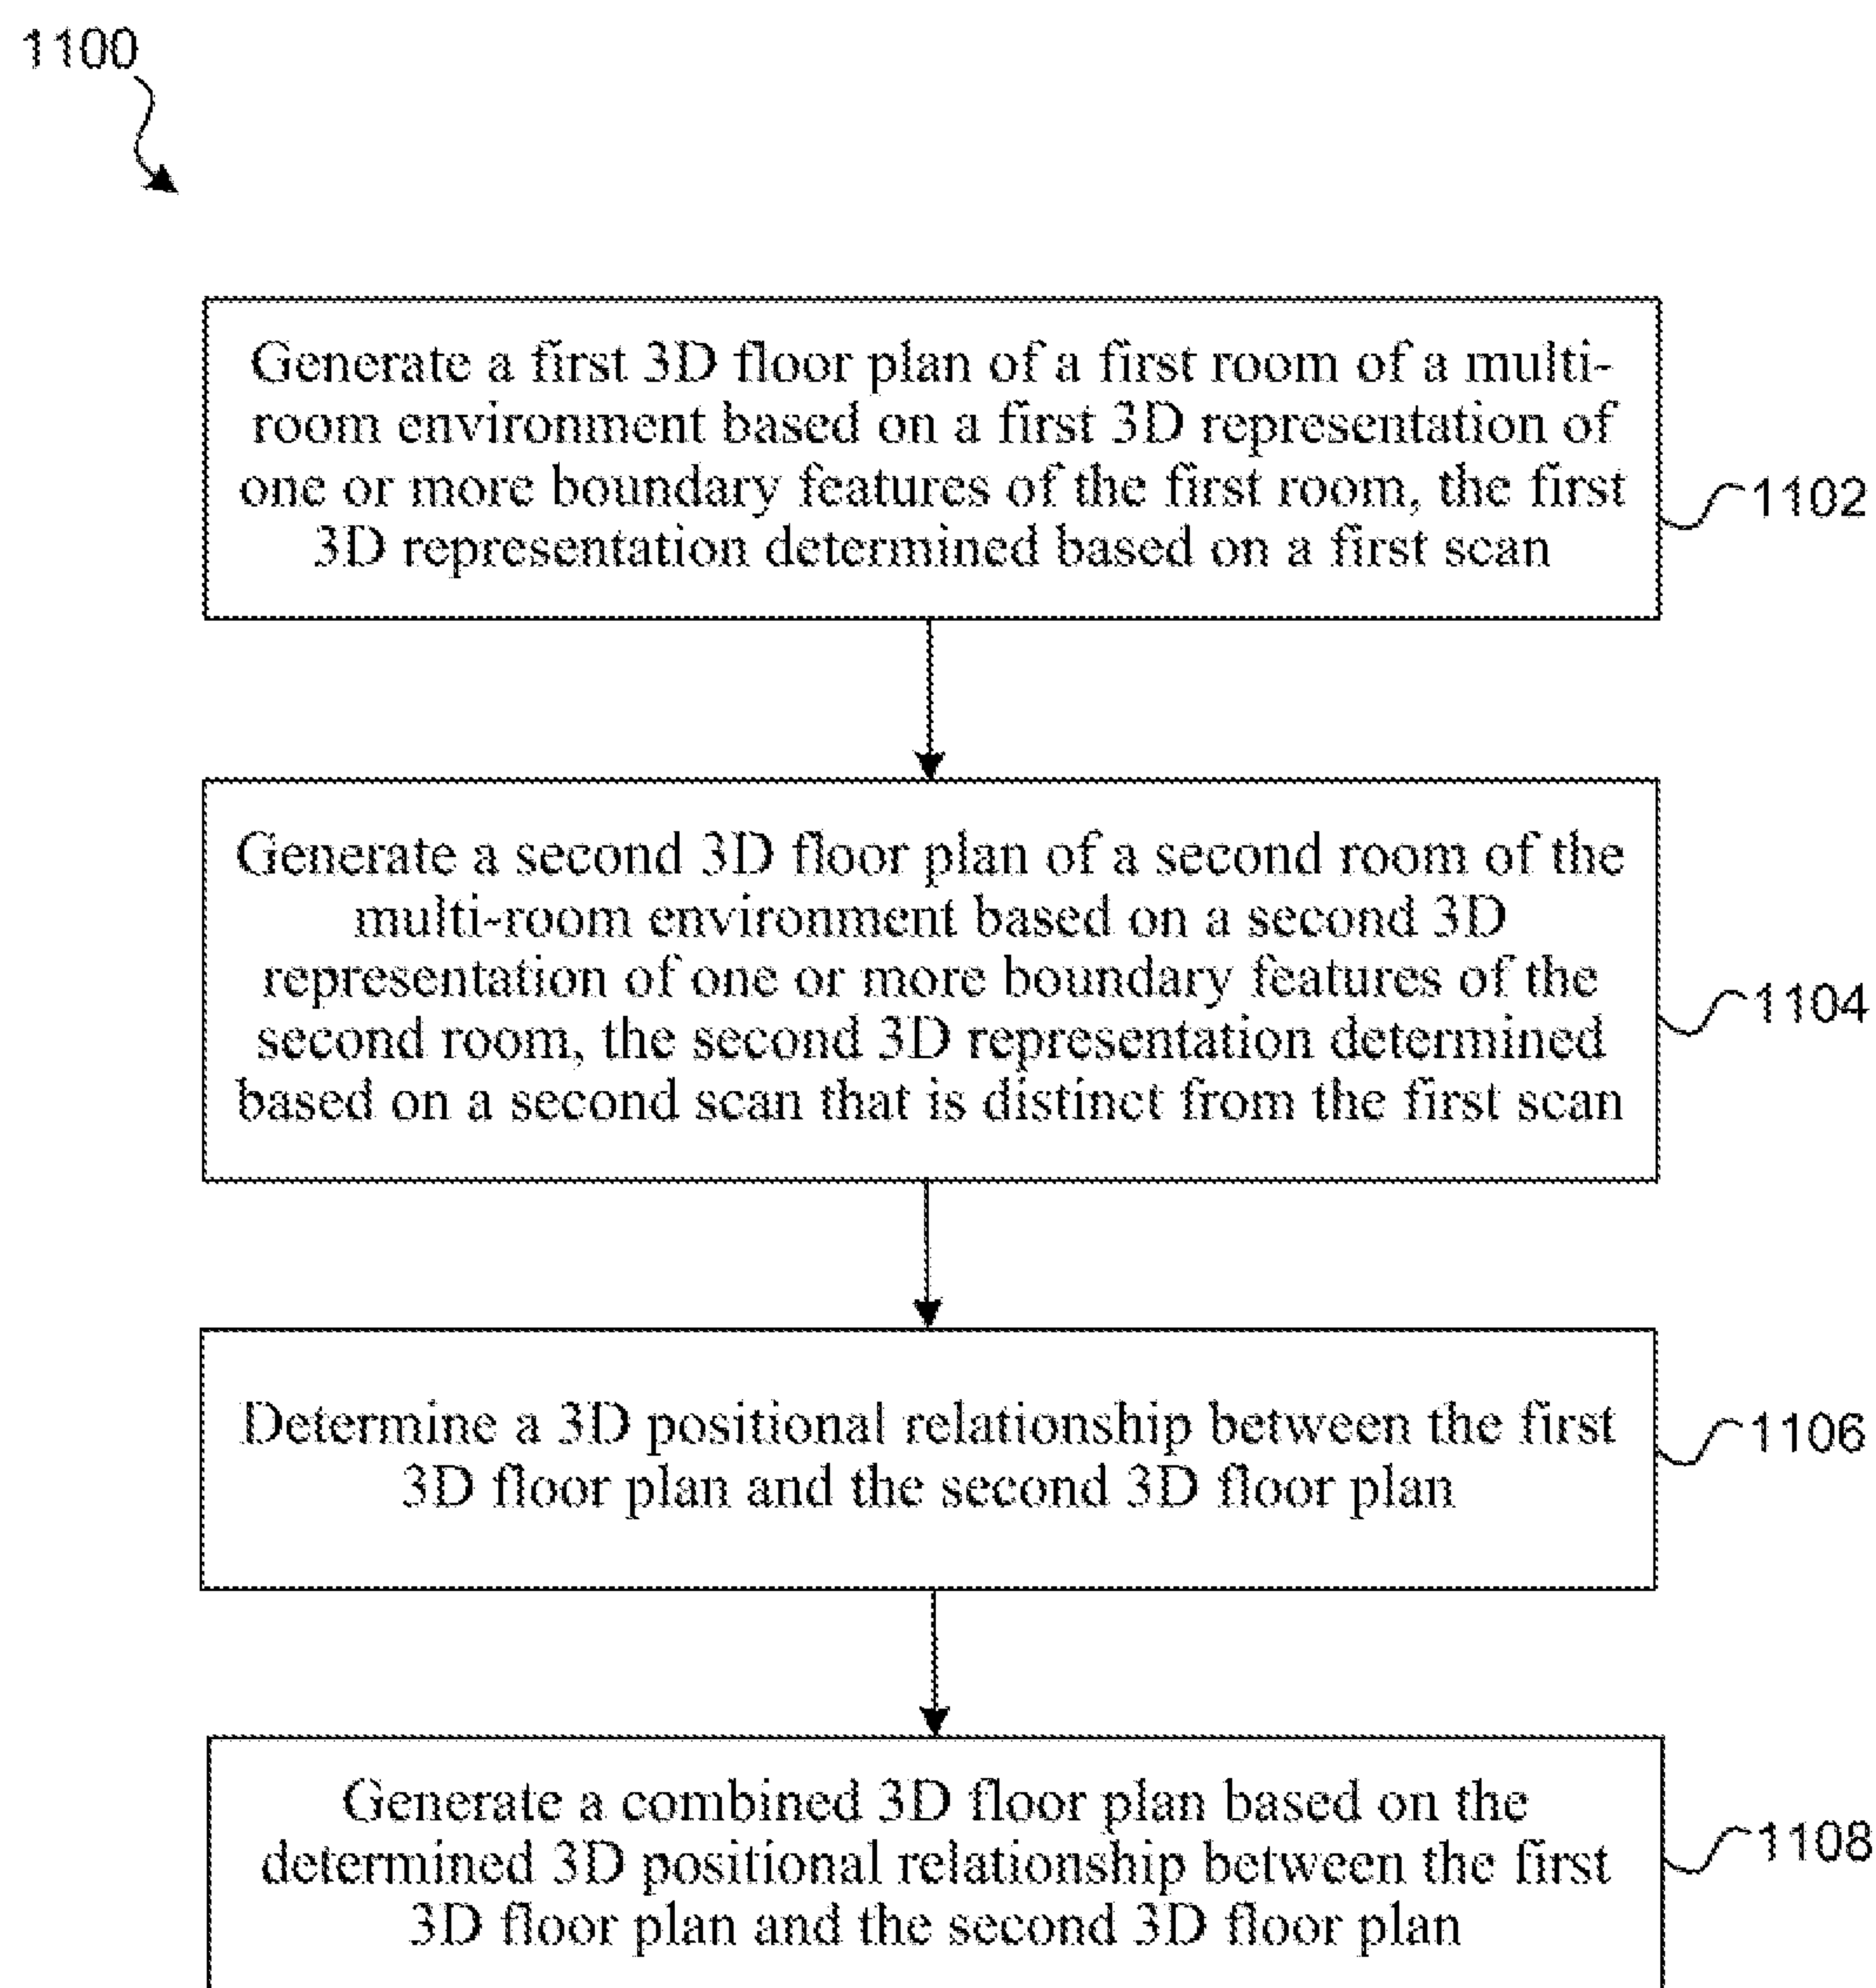 1100
Generate a first 3D floor plan of a first room of a multi-
room environment based on a first 3D representation of
one or more boundary features of the first room, the first
3D representation determined based on a first scan
1102
Generate a second 3D floor plan of a second room of the
multi-room environment based on a second 3D
representation of one or more boundary features of the
second room, the second 3D representation determined
based on a second scan that is distinct from the first scan
1104
Determine a 3D positional relationship between the first
3D floor plan and the second 3D floor plan
1106
Generate a combined 3D floor plan based on the
determined 3D positional relationship between the first
3D floor plan and the second 3D floor plan
1108